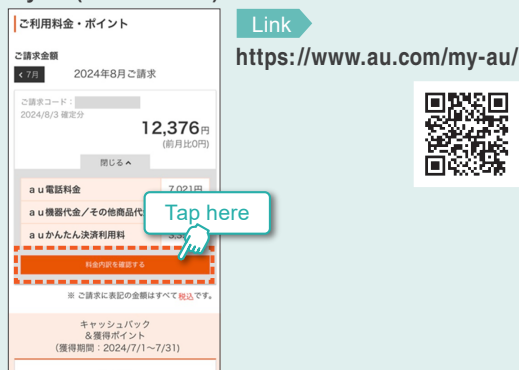 ご利用料金・ポイント
ご請求金額
7月
2024年8月ご請求
ご請求コード：
2024/8/3 確定分
12,376円
(前月比0円)
閉じる
ａｕ電話料金
7,021円
ａｕ機器代金／その他商品代
ａｕかんたん決済利用料
料金内訳を確認する
※ ご請求に表記の金額はすべて税込です。
キャッシュバック
&獲得ポイント
(獲得期間：2024/7/1～7/31)
Tap here
Link
https://www.au.com/my-au/